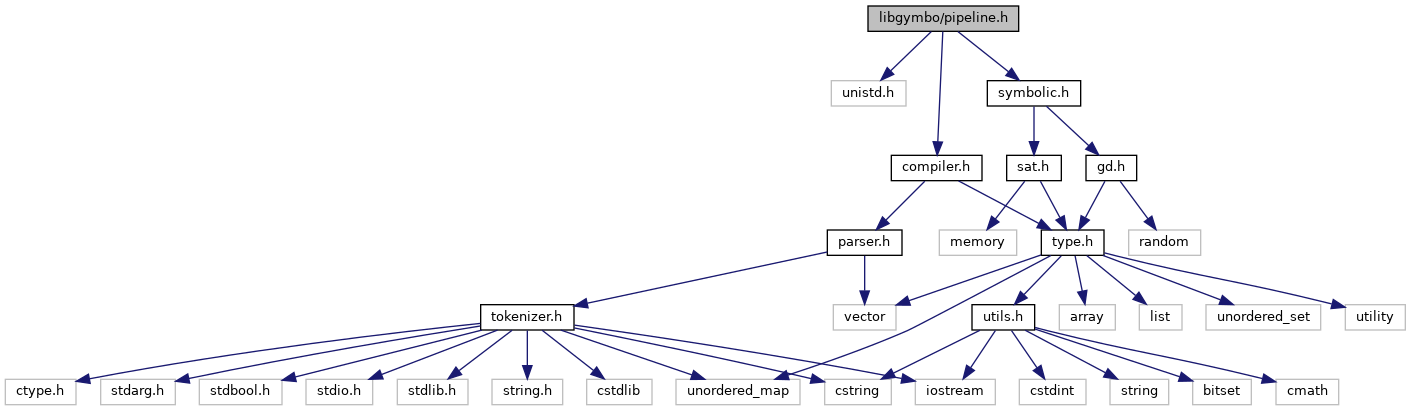 libgymbo/pipeline.h
unistd.h
symbolic.h
compiler.h
sat.h
gd.h
parser.h
memory
type.h
random
tokenizer.h
vector
utils.h
array
list
unordered_set
utility
ctype.h
stdarg.h
stdbool.h
stdio.h
stdlib.h
string.h
cstdlib
unordered_map
cstring
iostream
cstdint
string
bitset
cmath